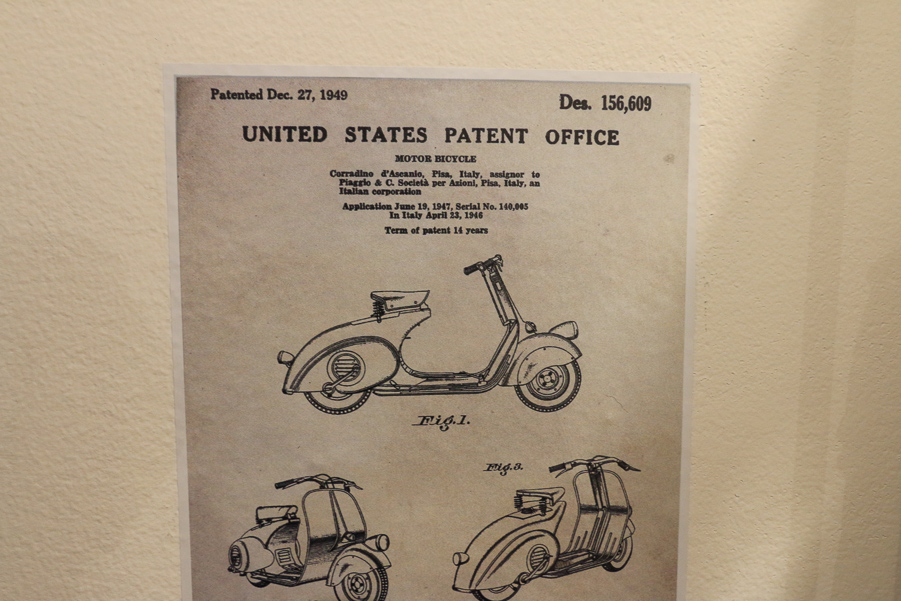 Patented Dec. 27, 1949
Des. 156,609
UNITED STATES PATENT OFFICE
MOTOR BICYCLE
Corradino d'Ascanio, Pisa, Italy, assignor to
Piaggio & C. Società per Azioni, Pisa, Italy, an
Italian corporation
Application June 19, 1947, Serial No. 140,005
In Italy April 23, 1946
Term of patent 14 years
Fig.1.
Fig.3.